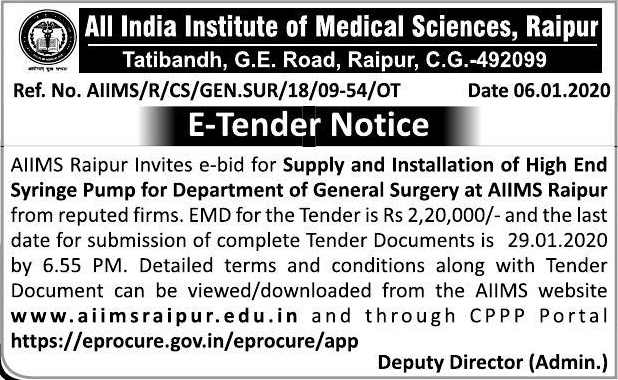 All India Institute of Medical Sciences, Raipur
Tatibandh, G.E. Road, Raipur, C.G.-492099
Ref. No. AIIMS/R/CS/GEN.SUR/18/09-54/OT Date 06.01.2020
E-Tender Notice
AIIMS Raipur Invites e-bid for Supply and Installation of High End
Syringe Pump for Department of General Surgery at AIIMS Raipur
from reputed firms. EMD for the Tender is Rs 2,20,000/- and the last
date for submission of complete Tender Documents is 29.01.2020
by 6.55 PM. Detailed terms and conditions along with Tender
Document can be viewed/downloaded from the AIIMS website
www.aiimsraipur.edu.in and through CPPP Portal
https://eprocure.gov.in/eprocure/app
Deputy Director (Admin.)